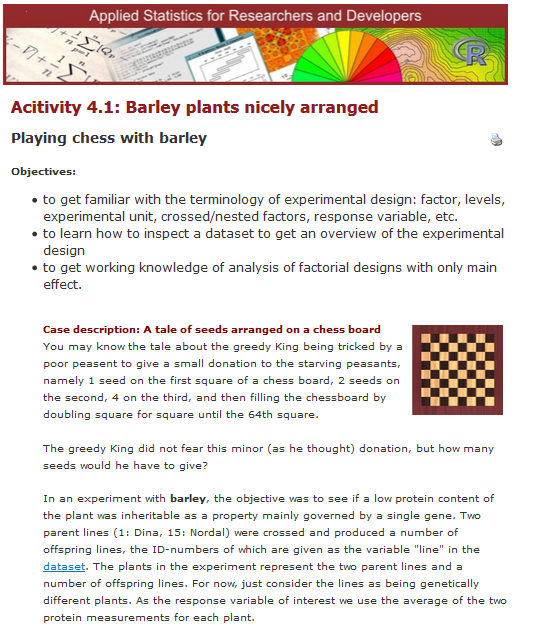 Applied Statistics for Researchers and Developers
R
Acitivity 4.1: Barley plants nicely arranged
Playing chess with barley
Objectives:
• to get familiar with the terminology of experimental design: factor, levels,
experimental unit, crossed/nested factors, response variable, etc.
• to learn how to inspect a dataset to get an overview of the experimental
design
• to get working knowledge of analysis of factorial designs with only main
effect.
Case description: A tale of seeds arranged on a chess board
You may know the tale about the greedy King being tricked by a
poor peasent to give a small donation to the starving peasants,
namely 1 seed on the first square of a chess board, 2 seeds on
the second, 4 on the third, and then filling the chessboard by
doubling square for square until the 64th square.
The greedy King did not fear this minor (as he thought) donation, but how many
seeds would he have to give?
In an experiment with barley, the objective was to see if a low protein content of
the plant was inheritable as a property mainly governed by a single gene. Two
parent lines (1: Dina, 15: Nordal) were crossed and produced a number of
offspring lines, the ID-numbers of which are given as the variable "line" in the
dataset. The plants in the experiment represent the two parent lines and a
number of offspring lines. For now, just consider the lines as being genetically
different plants. As the response variable of interest we use the average of the two
protein measurements for each plant.